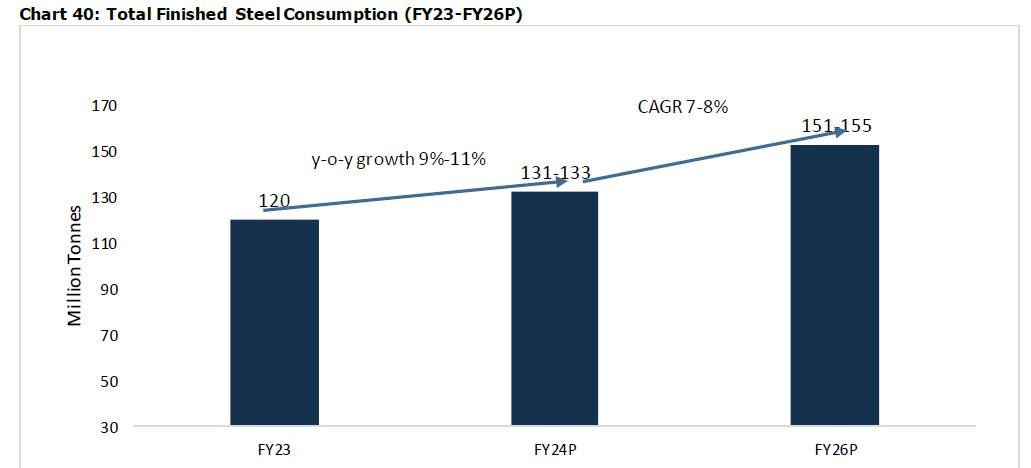 Chart 40: Total Finished Steel Consumption (FY23-FY26P)
CAGR 7-8%
y-o-y growth 9%-11%
120
131-133
151-155
Million Tonnes
170
150
130
110
90
70
50
30
FY23
FY24P
FY26P